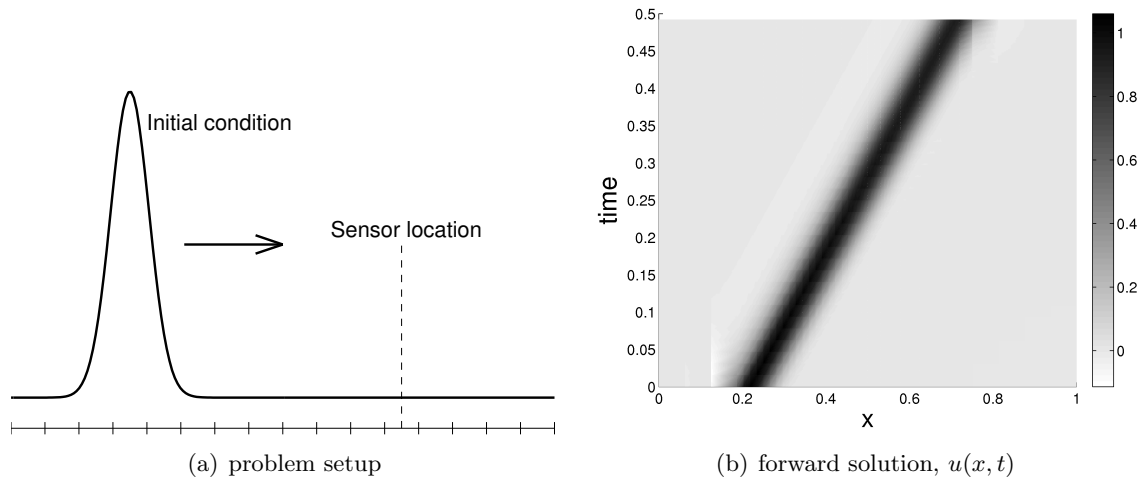 Initial condition
Sensor location
(a) problem setup
0.5
0.45
0.4
0.35
0.3
0.25
0.2
0.15
0.1
0.05
0
time
0 0.2 0.4 0.6 0.8 1
x
1
0.8
0.6
0.4
0.2
0
(b) forward solution, u(x, t)